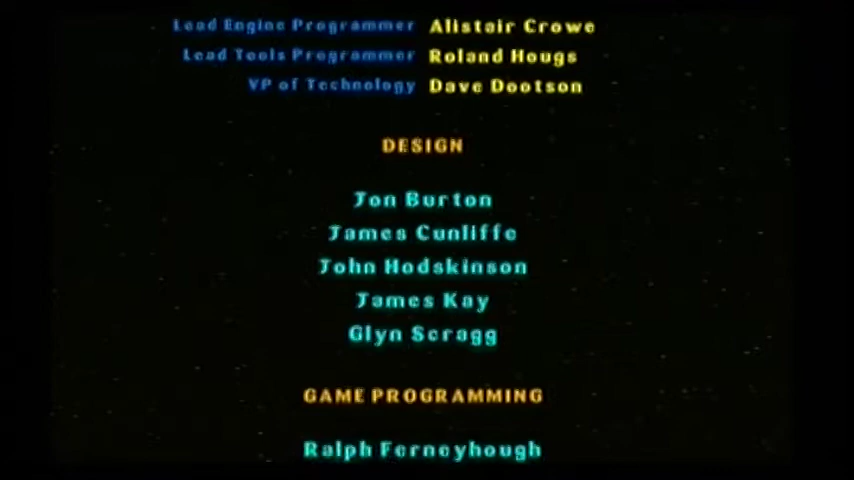 Lead Engine Programmer Alistair Crowe
Lead Tools Programmer Roland Hougs
VP of Technology Dave Dootson
DESIGN
Jon Burton
James Cunliffe
John Hodskinson
James Kay
Glyn Scragg
GAME PROGRAMMING
Ralph Ferneyhough